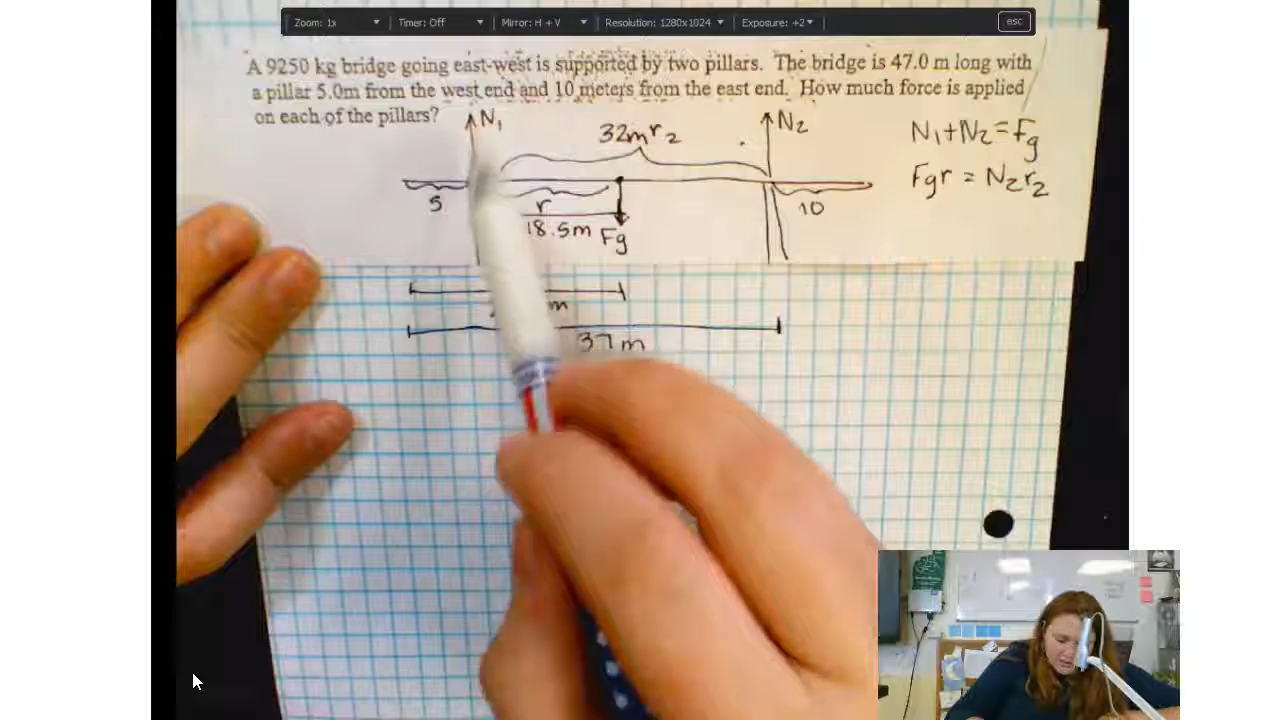 Zoom: 1x Timer: Off Mirror: H + V Resolution: 1280x1024 Exposure: +2 esc
A 9250 kg bridge going east-west is supported by two pillars. The bridge is 47.0 m long with
a pillar 5.0m from the west end and 10 meters from the east end. How much force is applied
on each of the pillars?
N₁
32m r₂
N₂
N₁+N₂=Fg
Fgr = N₂r₂
5
r
10
18.5m Fg
m
37m